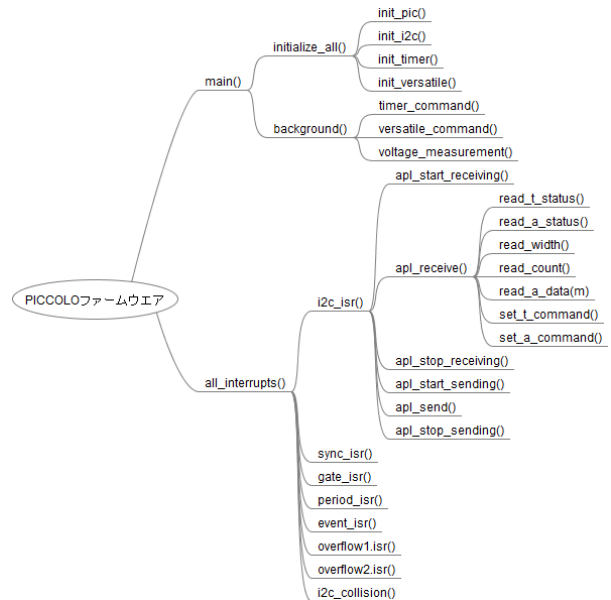 PICCOLOファームウエア
main()
initialize_all()
init_pic()
init_i2c()
init_timer()
init_versatile()
background()
timer_command()
versatile_command()
voltage_measurement()
all_interrupts()
i2c_isr()
apl_start_receiving()
apl_receive()
read_t_status()
read_a_status()
read_width()
read_count()
read_a_data(m)
set_t_command()
set_a_command()
apl_stop_receiving()
apl_start_sending()
apl_send()
apl_stop_sending()
sync_isr()
gate_isr()
period_isr()
event_isr()
overflow1.isr()
overflow2.isr()
i2c_collision()